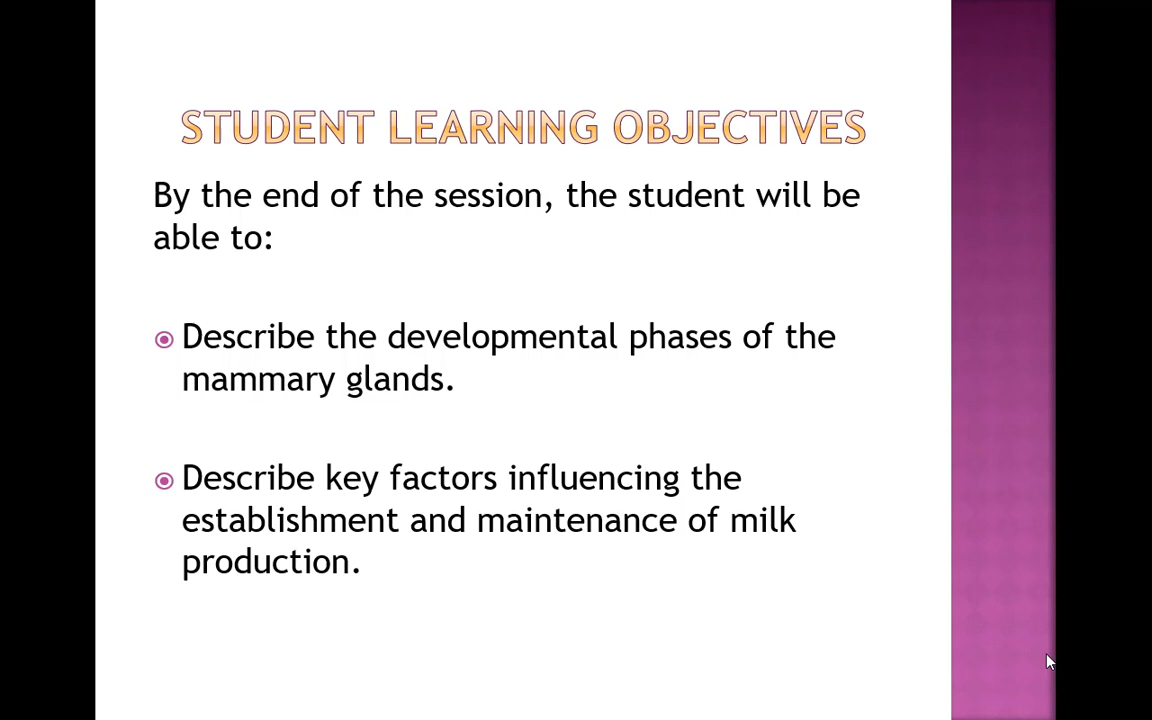 STUDENT LEARNING OBJECTIVES
By the end of the session, the student will be
able to:
Describe the developmental phases of the
mammary glands.
Describe key factors influencing the
establishment and maintenance of milk
production.